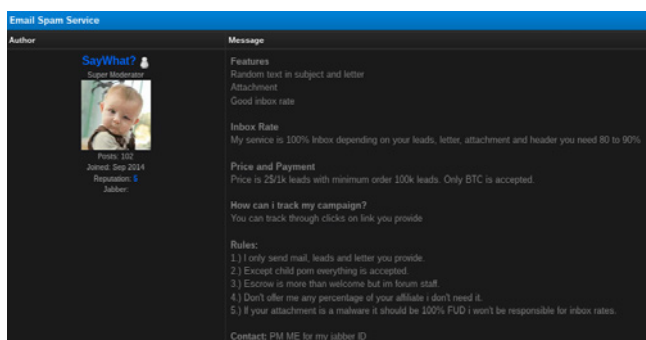 Email Spam Service
Author Message
SayWhat?
Super Moderator
Posts: 102
Joined: Sep 2014
Reputation: 5
Jabber:
Features
Random text in subject and letter
Attachment
Good inbox rate
Inbox Rate
My service is 100% Inbox depending on your leads, letter, attachment and header you need 80 to 90%
Price and Payment
Price is 2$/1k leads with minimum order 100k leads. Only BTC is accepted.
How can i track my campaign?
You can track through clicks on link you provide
Rules:
1.) I only send mail, leads and letter you provide.
2.) Except child porn everything is accepted.
3.) Escrow is more than welcome but im forum staff.
4.) Don't offer me any percentage of your affiliate i don't need it.
5.) If your attachment is a malware it should be 100% FUD i won't be responsible for inbox rates.
Contact: PM ME for my jabber ID